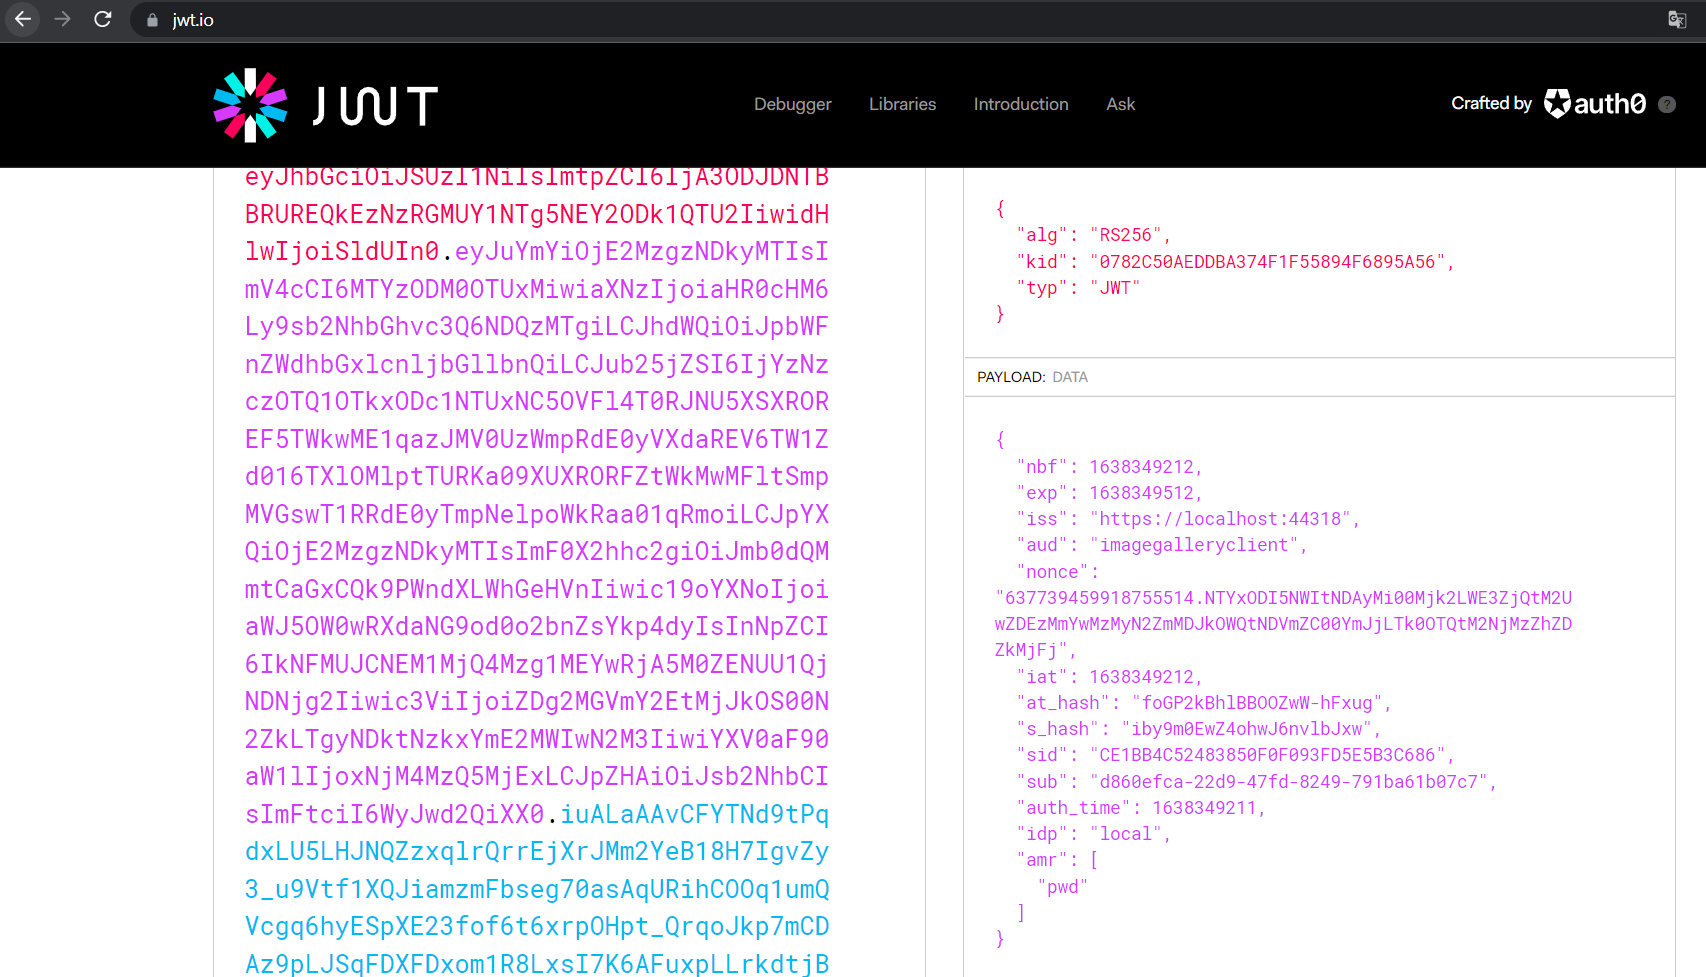 jwt.io
JWT
Debugger Libraries Introduction Ask
Crafted by auth0 ?
eyJhbGciOiJSUzI1NiIsImtpZCI6IjA3ODJDNTB
BRUREQkEzNzRGMUY1NTg5NEY2ODk1QTU2IiwidH
lwIjoiSldUIn0.eyJuYmYiOjE2MzgzNDkyMTIsI
mV4cCI6MTYzODM0OTUxMiwiaXNzIjoiaHR0cHM6
Ly9sb2NhbGhvc3Q6NDQzMTgiLCJhdWQiOiJpbWF
nZWdhbGxlcnljbGllbnQiLCJub25jZSI6IjYzNz
czOTQ1OTkxODc1NTUxNC5OVFl4T0RJNU5XSXROR
EF5TWkwME1qazJMV0UzWmpRdE0yVXdaREV6TW1Z
d016TXlOMlptTURKa09XUXRORFZtWkMwMFltSmp
MVGswT1RRdE0yTmpNelpoWkRaa01qRmoiLCJpYX
QiOjE2MzgzNDkyMTIsImF0X2hhc2giOiJmb0dQM
mtCaGxCQk9PWndXLWhGeHVnIiwic19oYXNoIjoi
aWJ5OW0wRXdaNG9od0o2bnZsYkp4dyIsInNpZCI
6IkNFMUJCNEM1MjQ4Mzg1MEYwRjA5M0ZENUU1Qj
NDNjg2Iiwic3ViIjoiZDg2MGVmY2EtMjJkOS00N
2ZkLTgyNDktNzkxYmE2MWIwN2M3IiwiYXV0aF90
aW1lIjoxNjM4MzQ5MjExLCJpZHAiOiJsb2NhbCI
sImFtciI6WyJwd2QiXX0.iuALaAAvCFYTNd9tPq
dxLU5LHJNQZzxqlrQrrEjXrJMm2YeB18H7IgvZy
3_u9Vtf1XQJiamzmFbseg70asAqURihCOOq1umQ
Vcgq6hyESpXE23fof6t6xrpOHpt_QrqoJkp7mCD
Az9pLJSqFDXFDxom1R8LxsI7K6AFuxpLLrkdtjB
{
"alg": "RS256",
"kid": "0782C50AEDDBA374F1F55894F6895A56",
"typ": "JWT"
}
PAYLOAD: DATA
{
"nbf": 1638349212,
"exp": 1638349512,
"iss": "https://localhost:44318",
"aud": "imagegalleryclient",
"nonce":
"637739459918755514.NTYxODI5NWItNDAyMi00Mjk2LWE3ZjQtM2U
wZDEzMmYwMzMyN2ZmMDJkOWQtNDVmZC00YmJjLTk0OTQtM2NjMzZhZD
ZkMjFj",
"iat": 1638349212,
"at_hash": "foGP2kBhlBBOOZwW-hFxug",
"s_hash": "iby9m0EwZ4ohwJ6nvlbJxw",
"sid": "CE1BB4C52483850F0F093FD5E5B3C686",
"sub": "d860efca-22d9-47fd-8249-791ba61b07c7",
"auth_time": 1638349211,
"idp": "local",
"amr": [
"pwd"
]
}